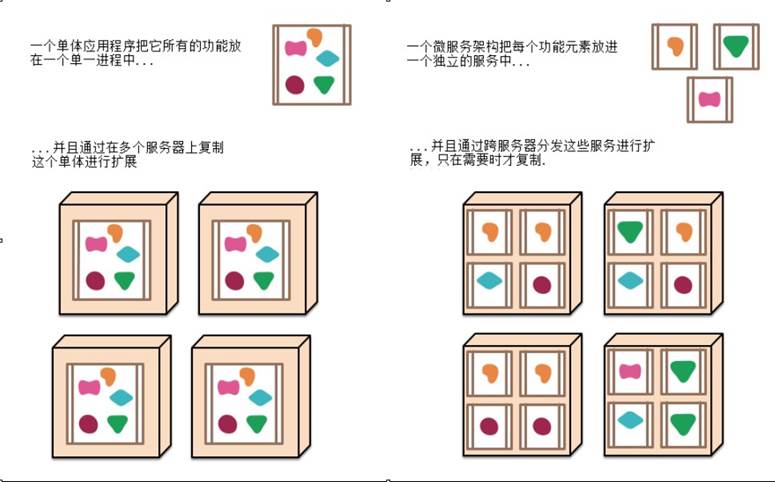 一个单体应用程序把它所有的功能放
在一个单一进程中...
...并且通过在多个服务器上复制
这个单体进行扩展
一个微服务架构把每个功能元素放进
一个独立的服务中...
...并且通过跨服务器分发这些服务进行扩
展，只在需要时才复制.